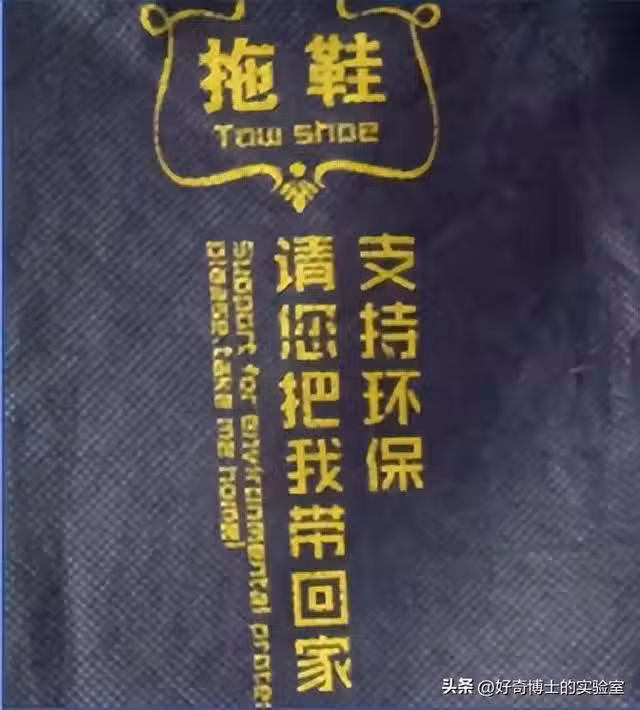 拖鞋
Tow shoe
支持环保
请您把我带回家
Support for environmental protec
please.take me home!
头条 @好奇博士的实验室